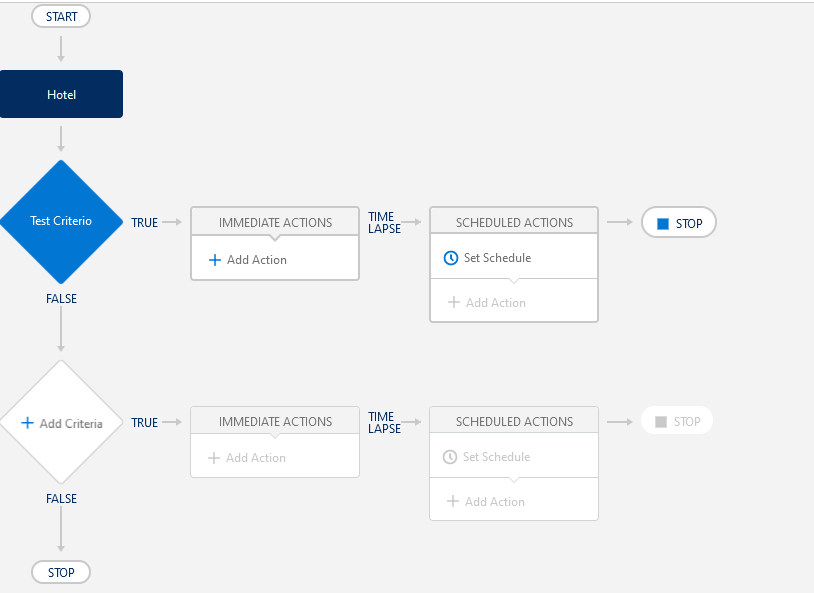 START
Hotel
Test Criterio
TRUE
IMMEDIATE ACTIONS
Add Action
TIME
LAPSE
SCHEDULED ACTIONS
Set Schedule
Add Action
STOP
FALSE
Add Criteria
TRUE
IMMEDIATE ACTIONS
Add Action
TIME
LAPSE
SCHEDULED ACTIONS
Set Schedule
Add Action
STOP
FALSE
STOP